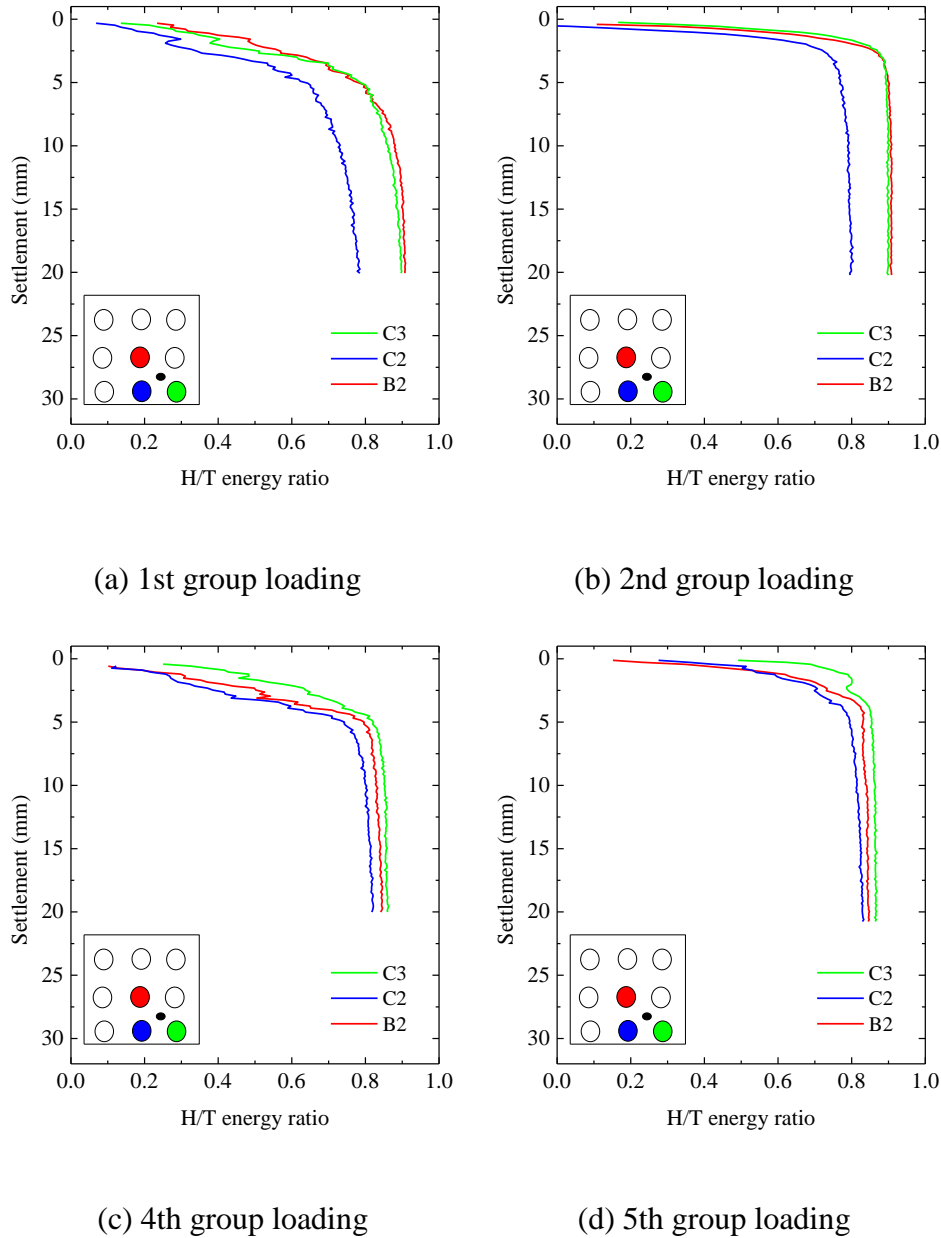 0
5
10
15
20
25
30
Settlement (mm)
C3
C2
B2
0.0 0.2 0.4 0.6 0.8 1.0
H/T energy ratio
(a) 1st group loading
0
5
10
15
20
25
30
Settlement (mm)
C3
C2
B2
0.0 0.2 0.4 0.6 0.8 1.0
H/T energy ratio
(b) 2nd group loading
0
5
10
15
20
25
30
Settlement (mm)
C3
C2
B2
0.0 0.2 0.4 0.6 0.8 1.0
H/T energy ratio
(c) 4th group loading
0
5
10
15
20
25
30
Settlement (mm)
C3
C2
B2
0.0 0.2 0.4 0.6 0.8 1.0
H/T energy ratio
(d) 5th group loading